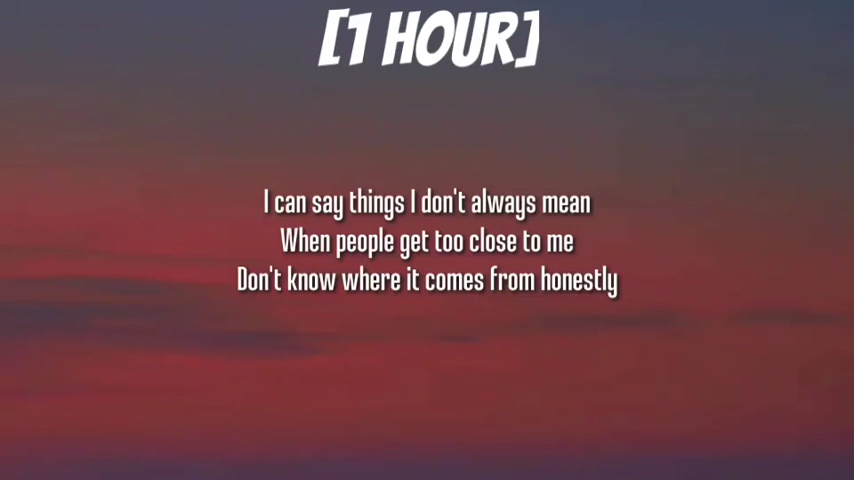 [1 HOUR]
I can say things I don't always mean
When people get too close to me
Don't know where it comes from honestly